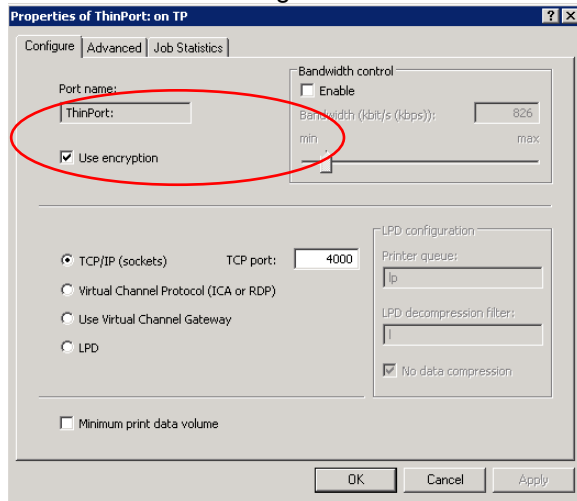 Properties of ThinPort: on TP
Configure Advanced Job Statistics
Port name:
ThinPort:
Use encryption
Bandwidth control
Enable
Bandwidth (kbit/s (kbps)): 826
min max
TCP/IP (sockets) TCP port: 4000
Virtual Channel Protocol (ICA or RDP)
Use Virtual Channel Gateway
LPD
LPD configuration
Printer queue:
lp
LPD decompression filter:
l
No data compression
Minimum print data volume
OK Cancel Apply